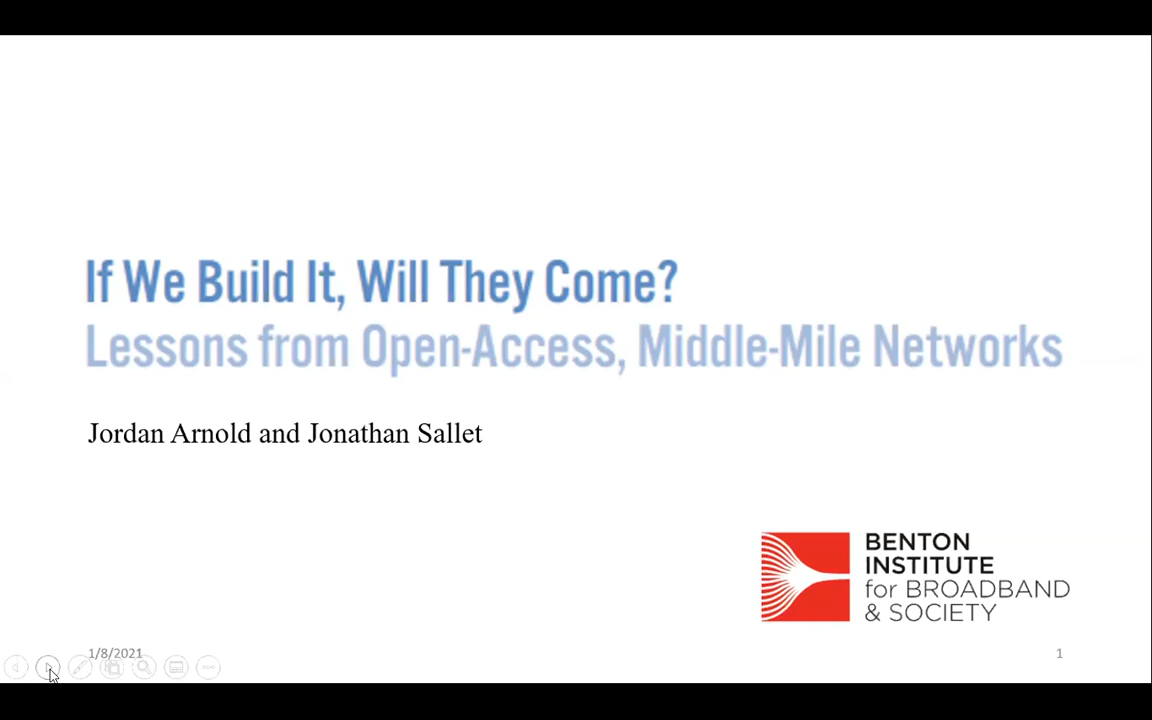 If We Build It, Will They Come?
Lessons from Open-Access, Middle-Mile Networks
Jordan Arnold and Jonathan Sallet
BENTON
INSTITUTE
for BROADBAND
& SOCIETY
1/8/2021
1